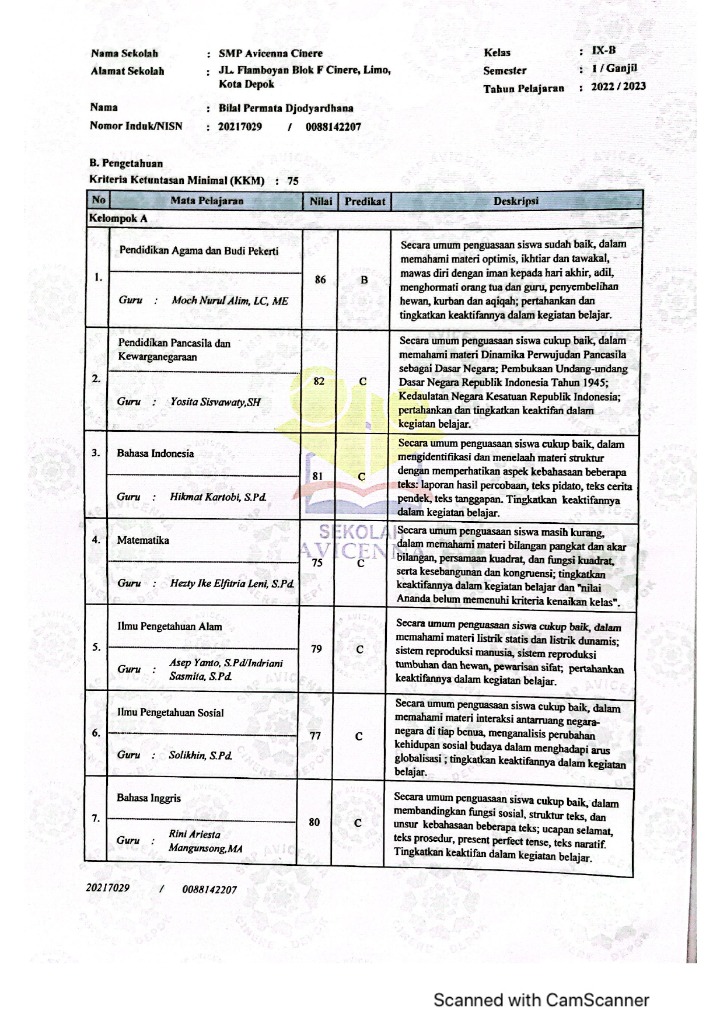 Nama Sekolah : SMP Avicenna Cinere
Kelas : IX-B
Alamat Sekolah : JL. Flamboyan Blok F Cinere, Limo,
Kota Depok
Semester : I / Ganjil
Tahun Pelajaran : 2022 / 2023
Nama : Bilal Permata Djodyardhana
Nomor Induk/NISN : 20217029 / 0088142207
B. Pengetahuan
Kriteria Ketuntasan Minimal (KKM) : 75
No Mata Pelajaran Nilai Predikat Deskripsi
Kelompok A
1.
Pendidikan Agama dan Budi Pekerti
Guru : Moch Nurul Alim, LC, ME
86
B
Secara umum penguasaan siswa sudah baik, dalam
memahami materi optimis, ikhtiar dan tawakal,
mawas diri dengan iman kepada hari akhir, adil,
menghormati orang tua dan guru, penyembelihan
hewan, kurban dan aqiqah; pertahankan dan
tingkatkan keaktifannya dalam kegiatan belajar.
2.
Pendidikan Pancasila dan
Kewarganegaraan
Guru : Yosita Sisvawaty,SH
82
C
Secara umum penguasaan siswa cukup baik, dalam
memahami materi Dinamika Perwujudan Pancasila
sebagai Dasar Negara; Pembukaan Undang-undang
Dasar Negara Republik Indonesia Tahun 1945;
Kedaulatan Negara Kesatuan Republik Indonesia;
pertahankan dan tingkatkan keaktifan dalam
kegiatan belajar.
3.
Bahasa Indonesia
Guru : Hikmat Kartobi, S.Pd.
81
C
Secara umum penguasaan siswa cukup baik, dalam
mengidentifikasi dan menelaah materi struktur
dengan memperhatikan aspek kebahasaan beberapa
teks: laporan hasil percobaan, teks pidato, teks cerita
pendek, teks tanggapan. Tingkatkan keaktifannya
dalam kegiatan belajar.
SEKOLAH
AVICENNA
4.
Matematika
Guru : Hezty Ike Elfitria Leni, S.Pd.
75
C
Secara umum penguasaan siswa masih kurang,
dalam memahami materi bilangan pangkat dan akar
bilangan, persamaan kuadrat, dan fungsi kuadrat,
serta kesebangunan dan kongruensi; tingkatkan
keaktifannya dalam kegiatan belajar dan "nilai
Ananda belum memenuhi kriteria kenaikan kelas".
5.
Ilmu Pengetahuan Alam
Guru : Asep Yanto, S.Pd/Indriani
Sasmita, S.Pd.
79
C
Secara umum penguasaan siswa cukup baik, dalam
memahami materi listrik statis dan listrik dunamis;
sistem reproduksi manusia, sistem reproduksi
tumbuhan dan hewan, pewarisan sifat; pertahankan
keaktifannya dalam kegiatan belajar.
6.
Ilmu Pengetahuan Sosial
Guru : Solikhin, S.Pd.
77
C
Secara umum penguasaan siswa cukup baik, dalam
memahami materi interaksi antarruang negara-
negara di tiap benua, menganalisis perubahan
kehidupan sosial budaya dalam menghadapi arus
globalisasi ; tingkatkan keaktifannya dalam kegiatan
belajar.
7.
Bahasa Inggris
Guru : Rini Ariesta
Mangunsong,MA
80
C
Secara umum penguasaan siswa cukup baik, dalam
membandingkan fungsi sosial, struktur teks, dan
unsur kebahasaan beberapa teks; ucapan selamat,
teks prosedur, present perfect tense, teks naratif.
Tingkatkan keaktifan dalam kegiatan belajar.
20217029 / 0088142207
Scanned with CamScanner